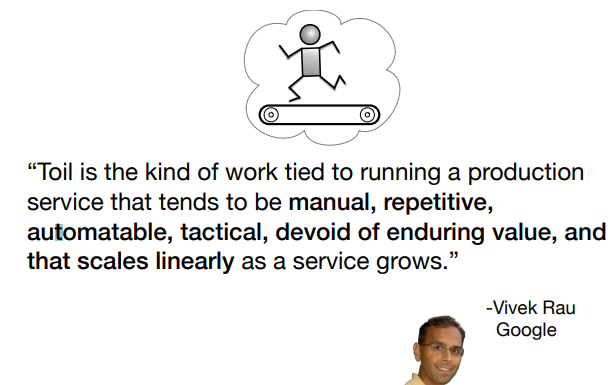 “Toil is the kind of work tied to running a production
service that tends to be manual, repetitive,
automatable, tactical, devoid of enduring value, and
that scales linearly as a service grows.”
-Vivek Rau
Google